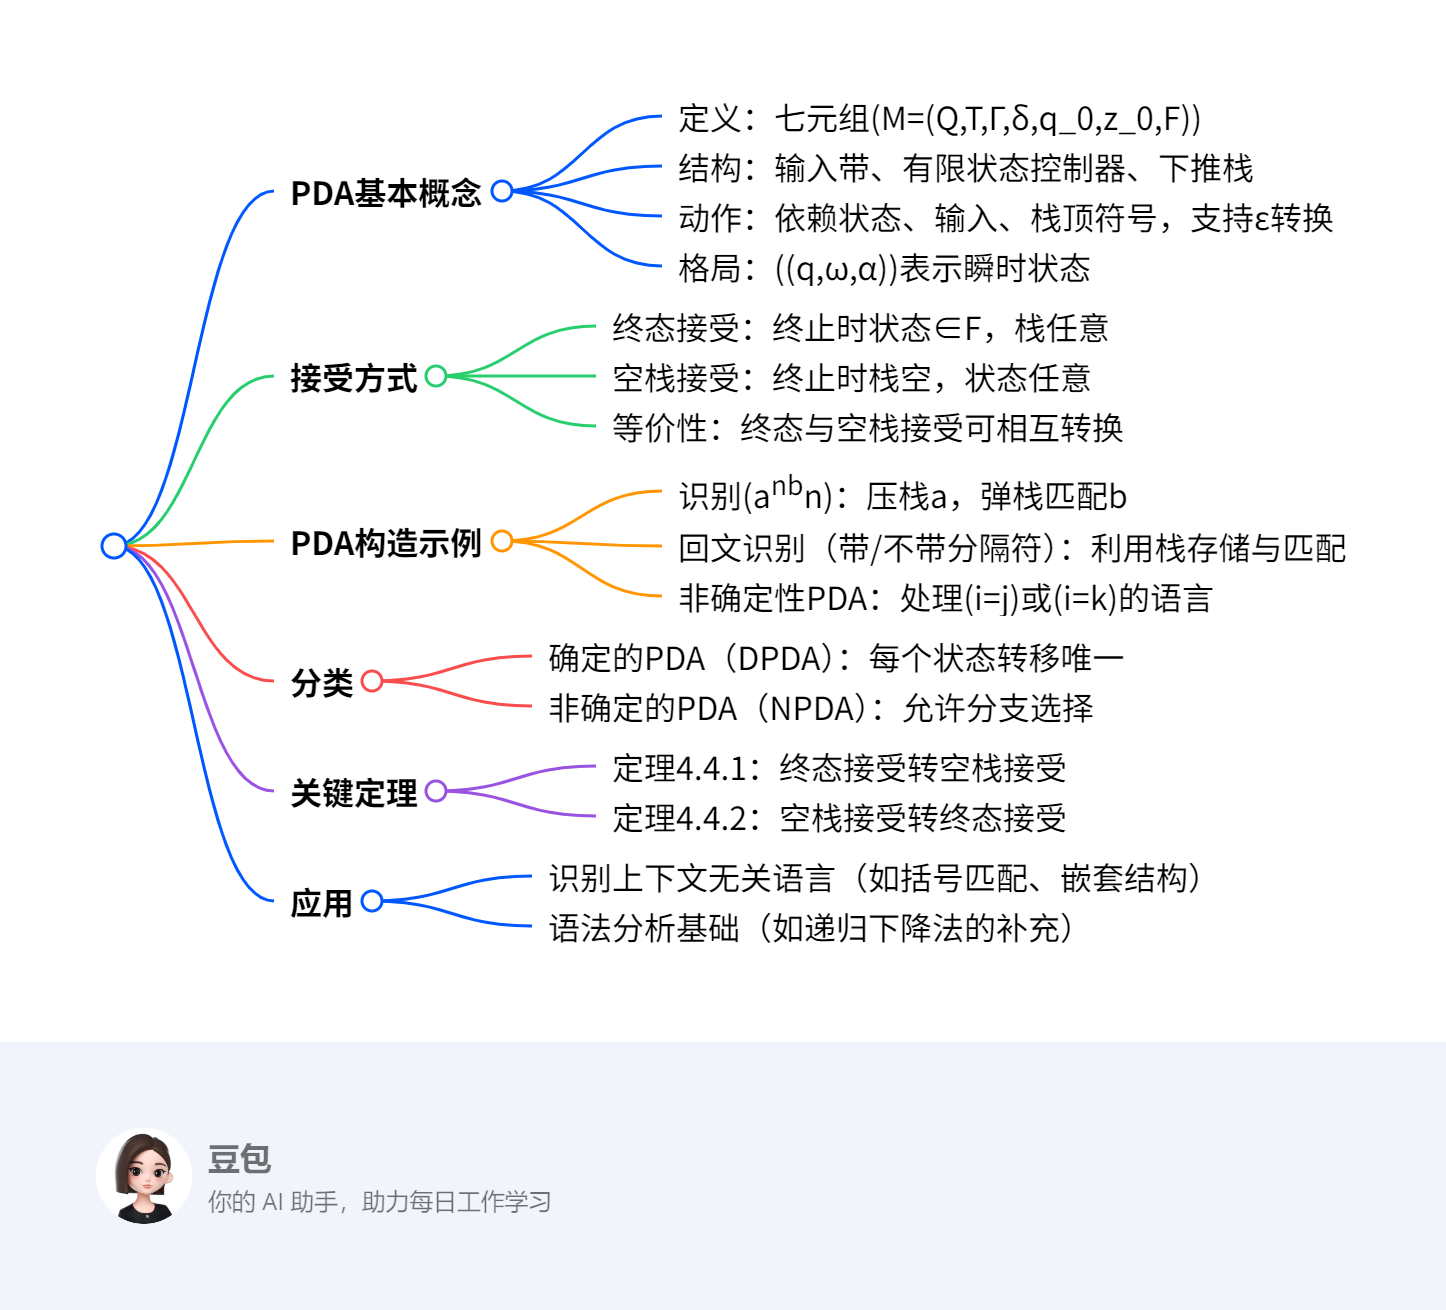 PDA基本概念
定义：七元组(M=(Q,T,Γ,δ,q_0,z_0,F))
结构：输入带、有限状态控制器、下推栈
动作：依赖状态、输入、栈顶符号，支持ε转换
格局：((q,ω,α))表示瞬时状态
接受方式
终态接受：终止时状态∈F，栈任意
空栈接受：终止时栈空，状态任意
等价性：终态与空栈接受可相互转换
PDA构造示例
识别(a^{nb}n)：压栈a，弹栈匹配b
回文识别（带/不带分隔符）：利用栈存储与匹配
非确定性PDA：处理(i=j)或(i=k)的语言
分类
确定的PDA（DPDA）：每个状态转移唯一
非确定的PDA（NPDA）：允许分支选择
关键定理
定理4.4.1：终态接受转空栈接受
定理4.4.2：空栈接受转终态接受
应用
识别上下文无关语言（如括号匹配、嵌套结构）
语法分析基础（如递归下降法的补充）
豆包
你的 AI 助手，助力每日工作学习